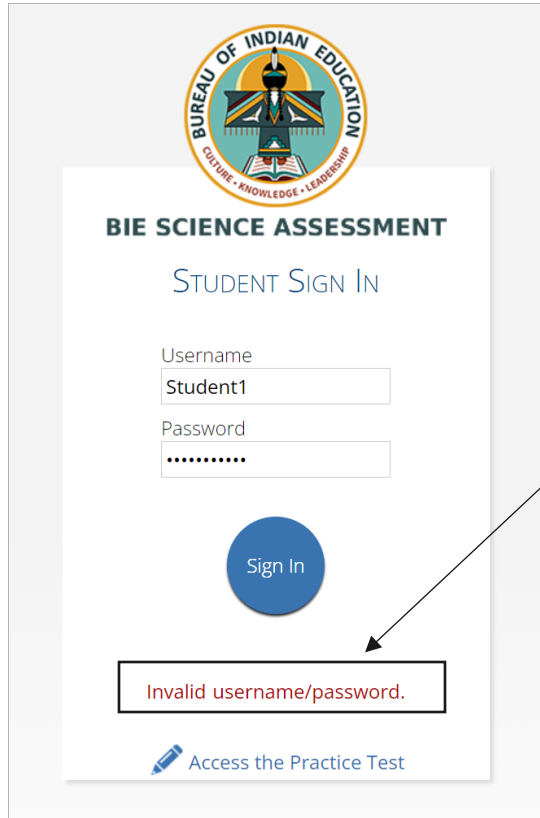 BUREAU OF INDIAN EDUCATION
CULTURE • KNOWLEDGE • LEADERSHIP
BIE SCIENCE ASSESSMENT
Student Sign In
Username
Student1
Password
•••••••••••
Sign In
Invalid username/password.
Access the Practice Test